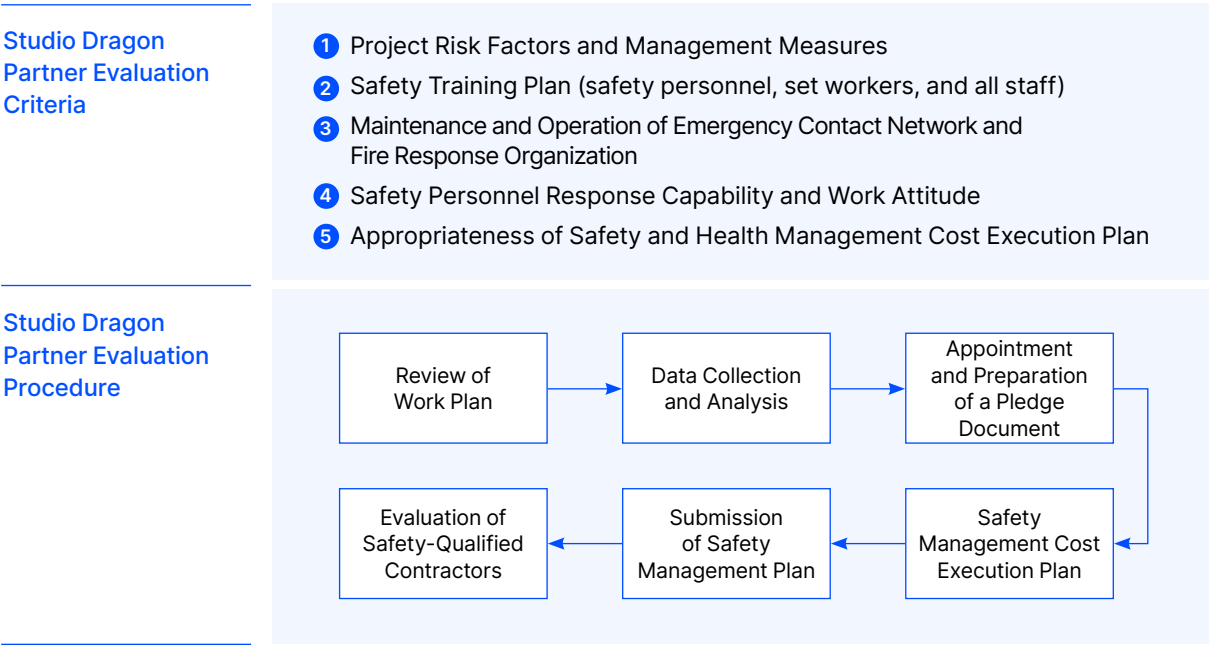 Studio Dragon
Partner Evaluation
Criteria
1 Project Risk Factors and Management Measures
2 Safety Training Plan (safety personnel, set workers, and all staff)
3 Maintenance and Operation of Emergency Contact Network and
Fire Response Organization
4 Safety Personnel Response Capability and Work Attitude
5 Appropriateness of Safety and Health Management Cost Execution Plan
Studio Dragon
Partner Evaluation
Procedure
Review of
Work Plan
Data Collection
and Analysis
Appointment
and Preparation
of a Pledge
Document
Safety
Management Cost
Execution Plan
Submission
of Safety
Management Plan
Evaluation of
Safety-Qualified
Contractors